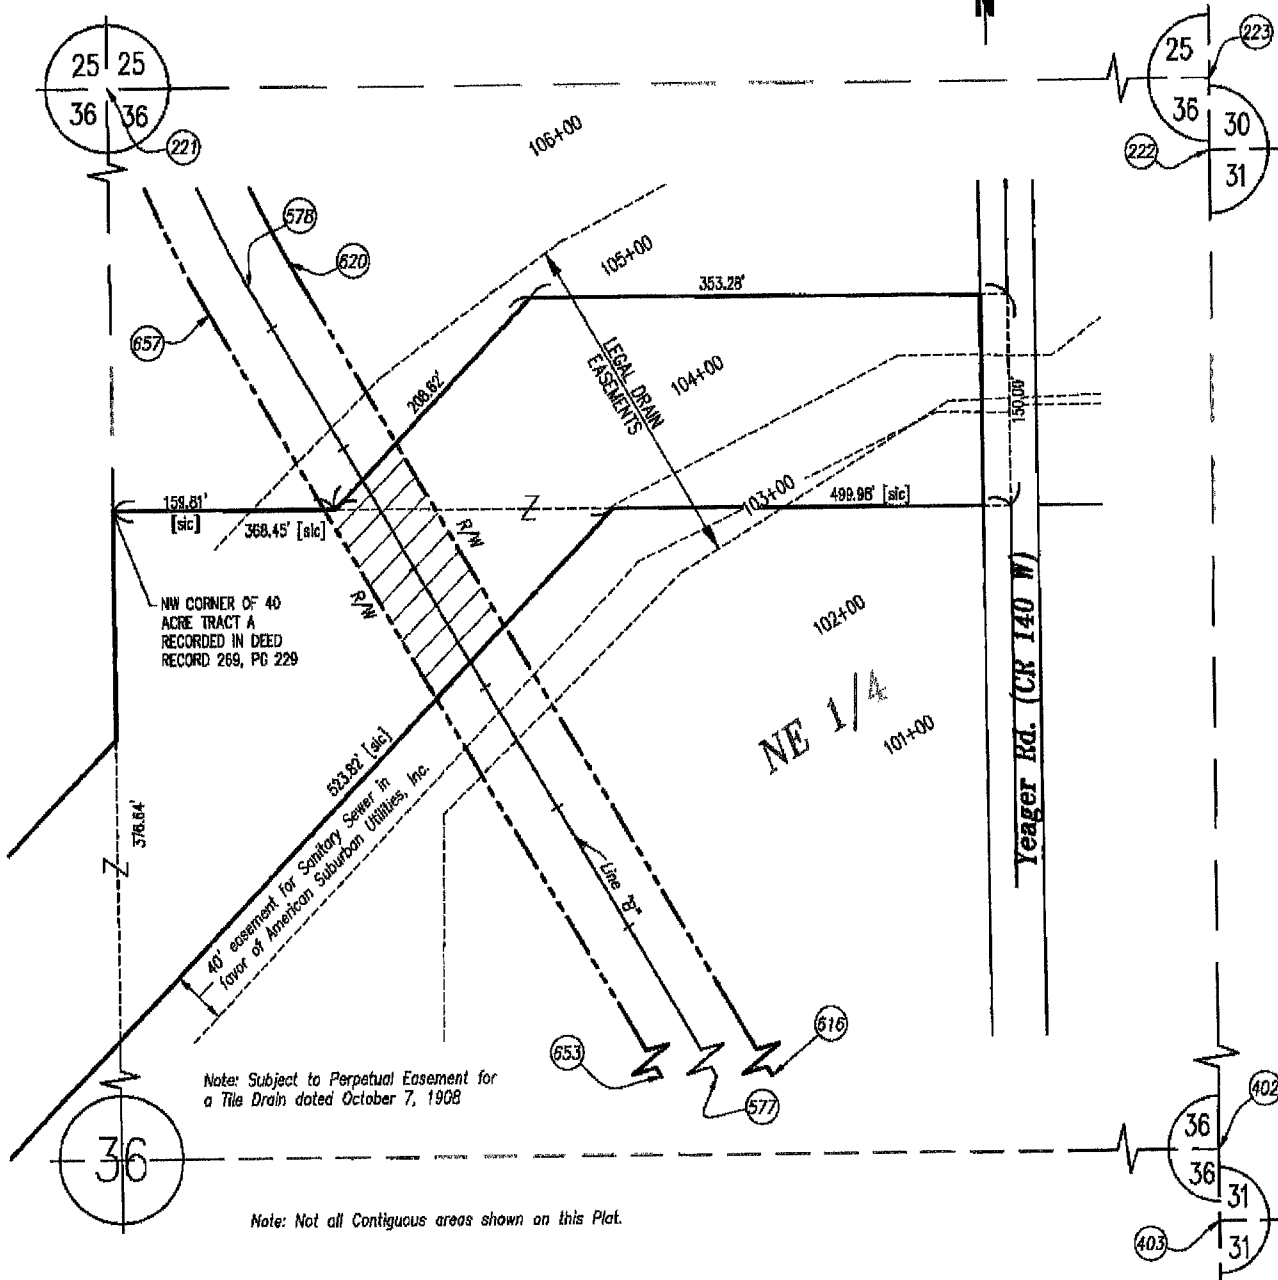 N
25 25
36 36
221
25
36
223
30
31
222
106+00
578
620
657
105+00
353.28'
LEGAL DRAIN
EASEMENTS
208.62'
104+00
150.00'
159.81'
[sic]
368.45' [sic]
Z
103+00
499.96' [sic]
R/W
R/W
NW CORNER OF 40
ACRE TRACT A
RECORDED IN DEED
RECORD 269, PG 229
102+00
NE 1/4
101+00
Yeager Rd. (CR 140 W)
523.82' [sic]
40' easement for Sanitary Sewer in
favor of American Suburban Utilities, Inc.
376.64'
Z
Line "B"
653
616
577
Note: Subject to Perpetual Easement for
a Tile Drain dated October 7, 1908
36
36
36
402
31
31
403
Note: Not all Contiguous areas shown on this Plat.